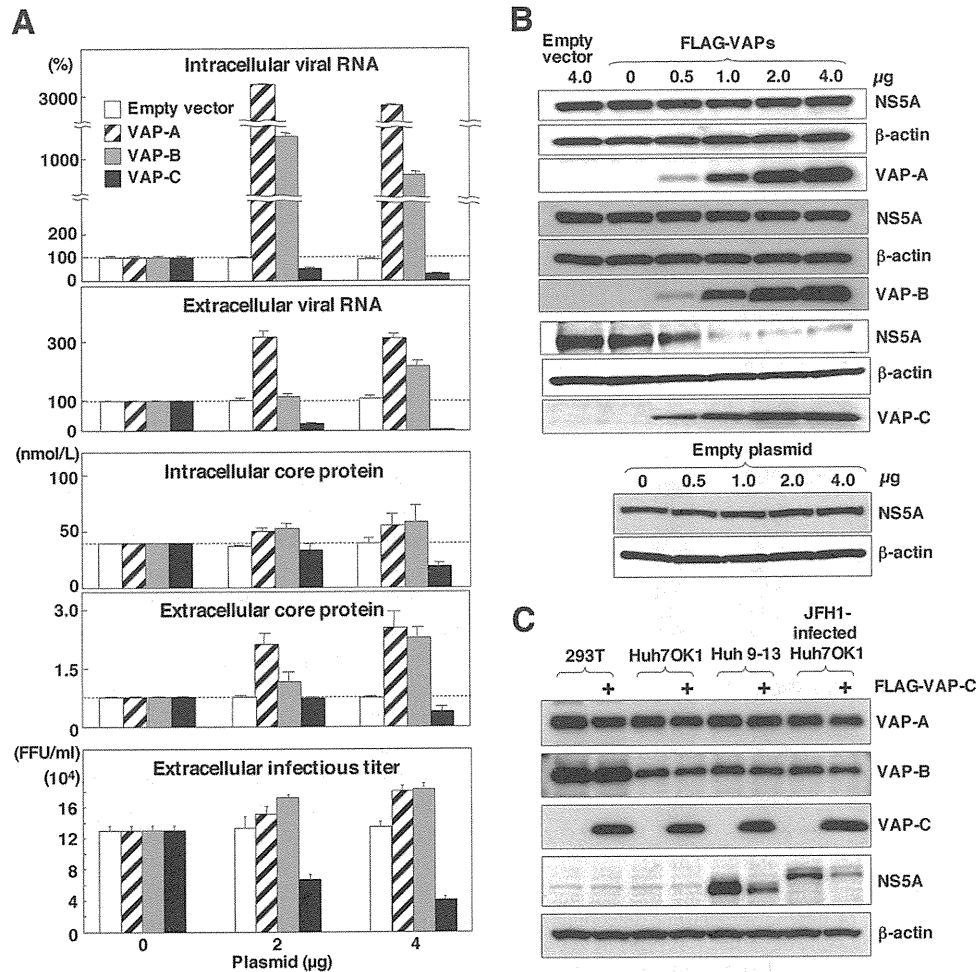 A
(%)
Intracellular viral RNA
3000
Empty vector
VAP-A
VAP-B
VAP-C
1000
200
100
0
Extracellular viral RNA
300
100
0
(nmol/L)
Intracellular core protein
100
50
0
Extracellular core protein
3.0
1.5
0
(FFU/ml)
(10⁴)
Extracellular infectious titer
16
12
8
4
0
0 2 4
Plasmid (µg)
B
Empty vector FLAG-VAPs
4.0 0 0.5 1.0 2.0 4.0 µg
NS5A
β-actin
VAP-A
NS5A
β-actin
VAP-B
NS5A
β-actin
VAP-C
Empty plasmid
0 0.5 1.0 2.0 4.0 µg
NS5A
β-actin
C
293T Huh7OK1 Huh 9-13 JFH1-infected Huh7OK1
+ + + + FLAG-VAP-C
VAP-A
VAP-B
VAP-C
NS5A
β-actin